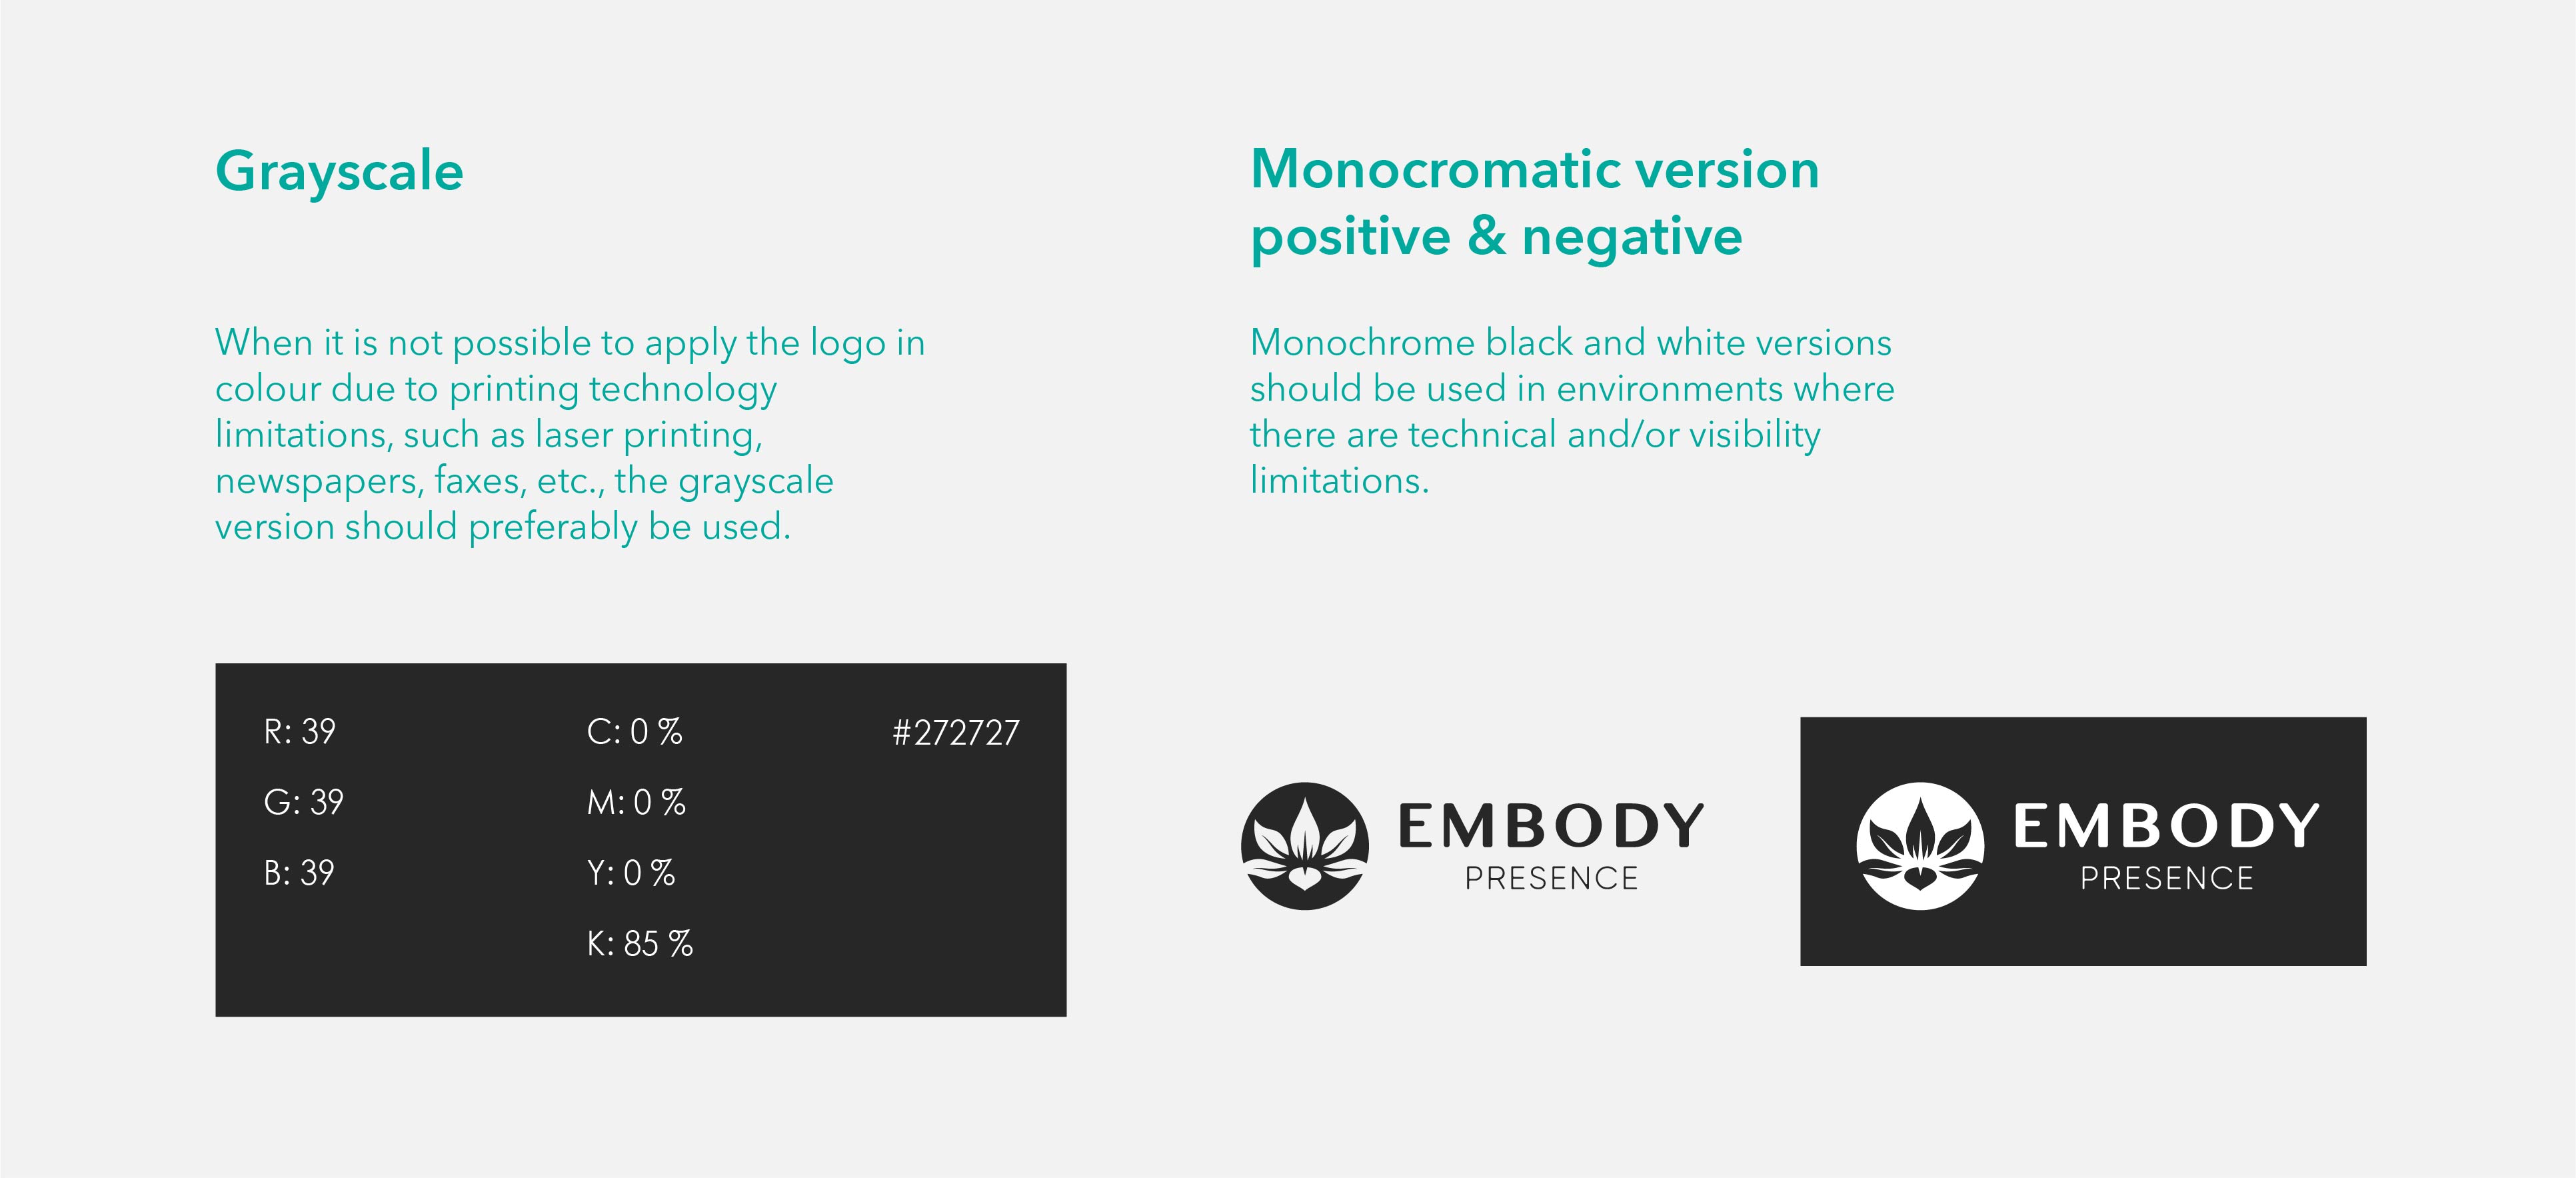 Grayscale
When it is not possible to apply the logo in
colour due to printing technology
limitations, such as laser printing,
newspapers, faxes, etc., the grayscale
version should preferably be used.
R: 39
G: 39
B: 39
C: 0 %
M: 0 %
Y: 0 %
K: 85 %
#272727
Monocromatic version
positive & negative
Monochrome black and white versions
should be used in environments where
there are technical and/or visibility
limitations.
EMBODY
PRESENCE
EMBODY
PRESENCE